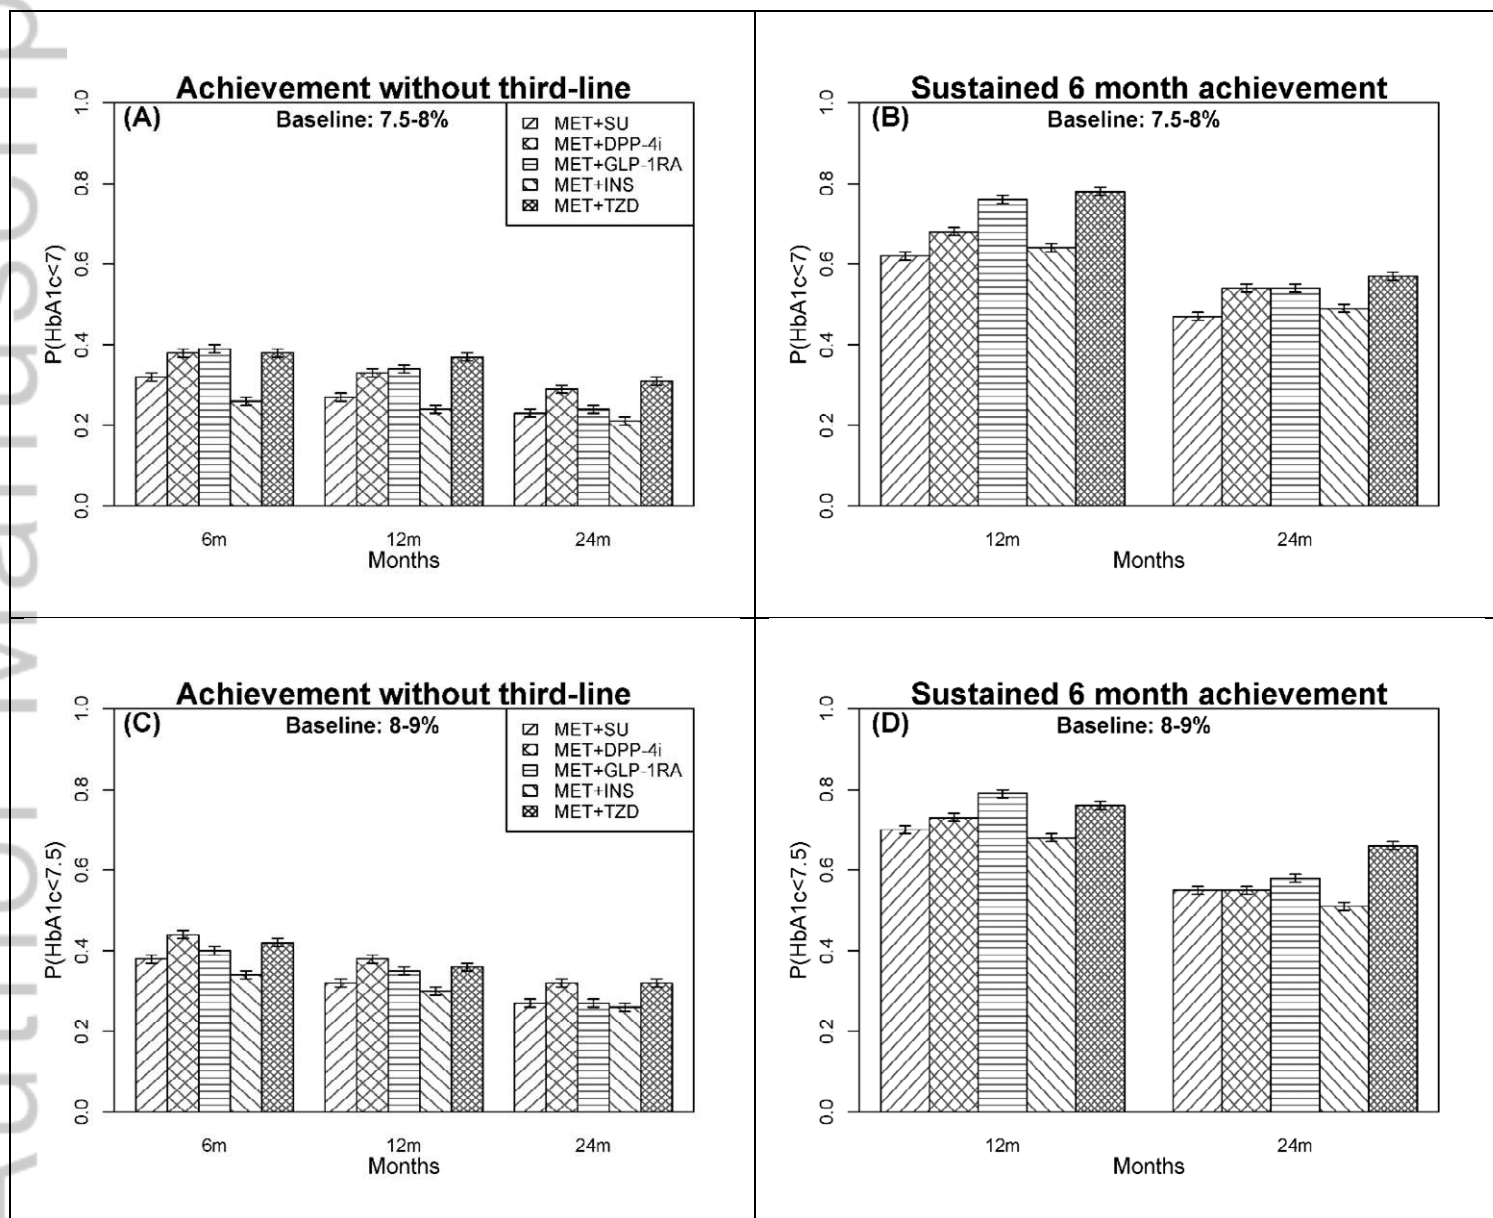 Author Manuscrip
Achievement without third-line
(A)
Baseline: 7.5-8%
MET+SU
MET+DPP-4i
MET+GLP-1RA
MET+INS
MET+TZD
P(HbA1c<7)
1.0
0.8
0.6
0.4
0.2
0.0
6m 12m 24m
Months
Sustained 6 month achievement
(B)
Baseline: 7.5-8%
P(HbA1c<7)
1.0
0.8
0.6
0.4
0.2
0.0
12m 24m
Months
Achievement without third-line
(C)
Baseline: 8-9%
MET+SU
MET+DPP-4i
MET+GLP-1RA
MET+INS
MET+TZD
P(HbA1c<7.5)
1.0
0.8
0.6
0.4
0.2
0.0
6m 12m 24m
Months
Sustained 6 month achievement
(D)
Baseline: 8-9%
P(HbA1c<7.5)
1.0
0.8
0.6
0.4
0.2
0.0
12m 24m
Months